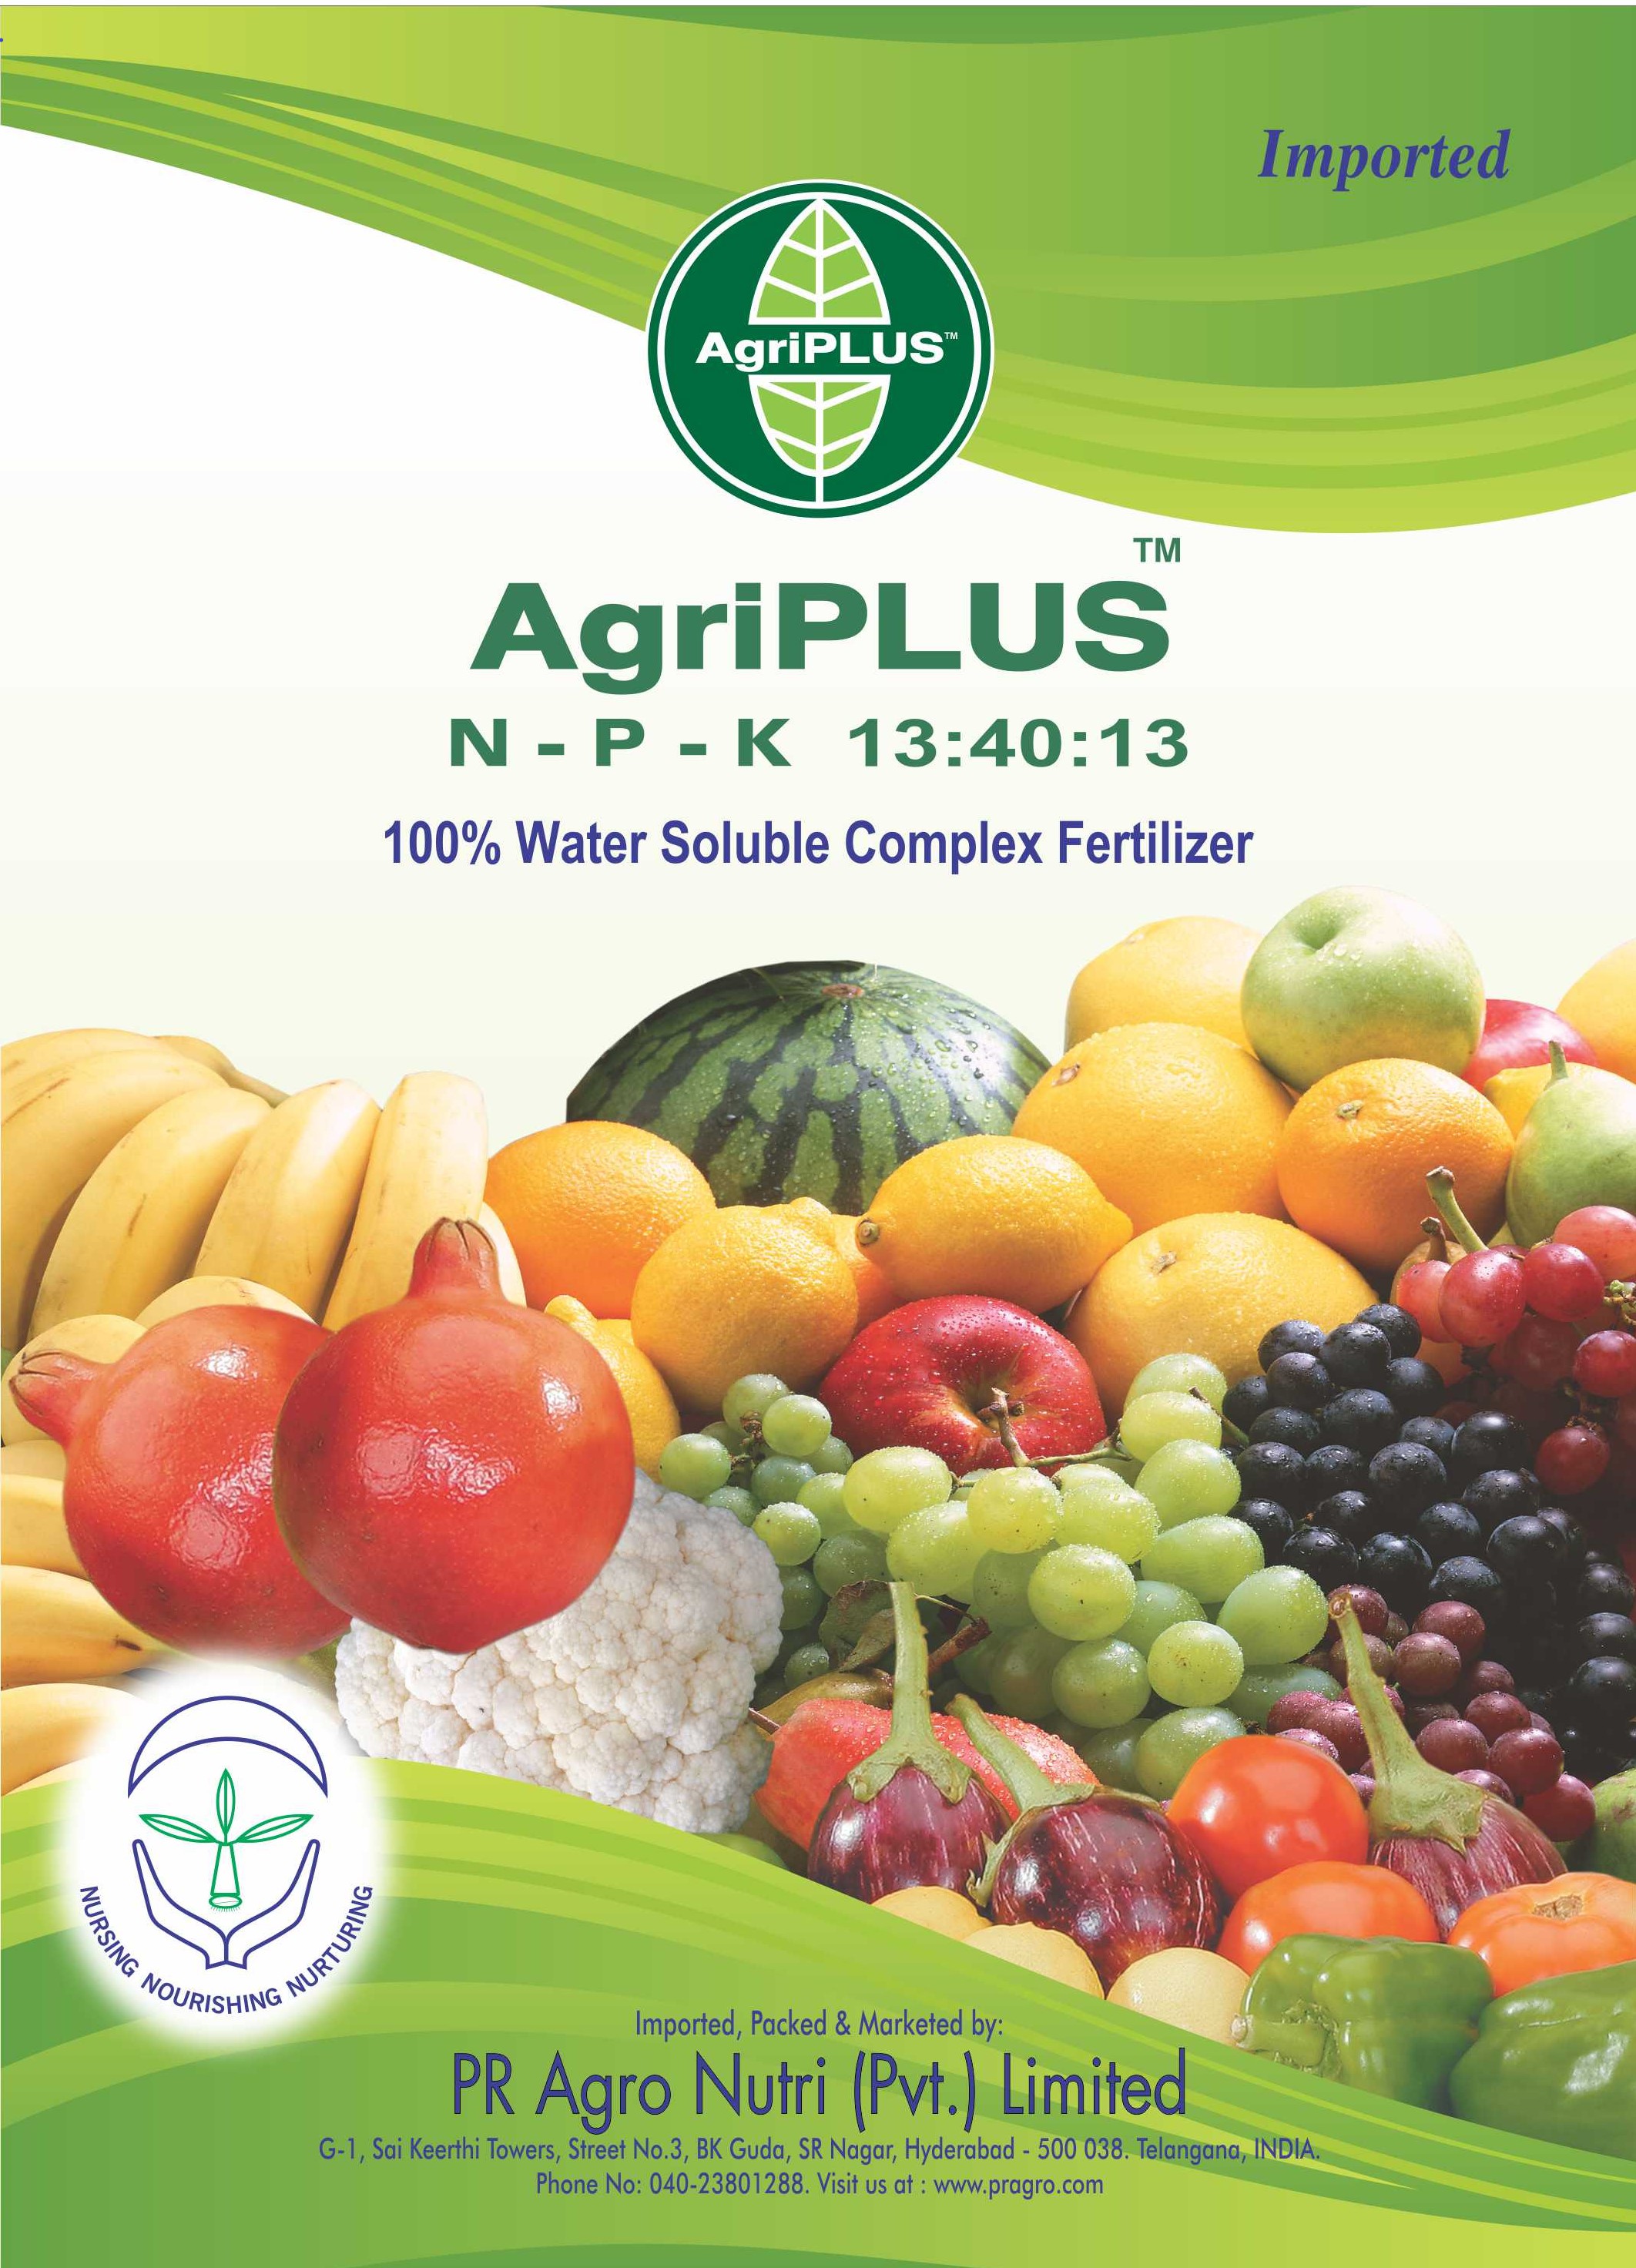 Imported
AgriPLUS™
AgriPLUS™
N - P - K 13:40:13
100% Water Soluble Complex Fertilizer
NURSING NOURISHING NURTURING
Imported, Packed & Marketed by:
PR Agro Nutri (Pvt.) Limited
G-1, Sai Keerthi Towers, Street No.3, BK Guda, SR Nagar, Hyderabad - 500 038. Telangana, INDIA.
Phone No: 040-23801288. Visit us at : www.pragro.com